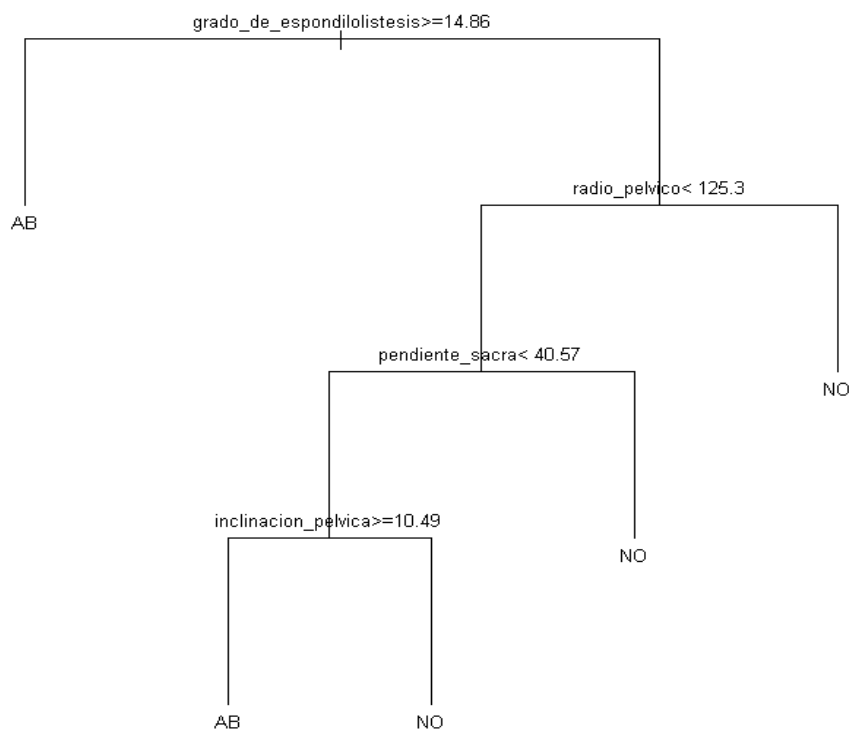 grado_de_espondilolistesis>=14.86
radio_pelvico< 125.3
AB
pendiente_sacra< 40.57
NO
inclinacion_pelvica>=10.49
NO
AB
NO